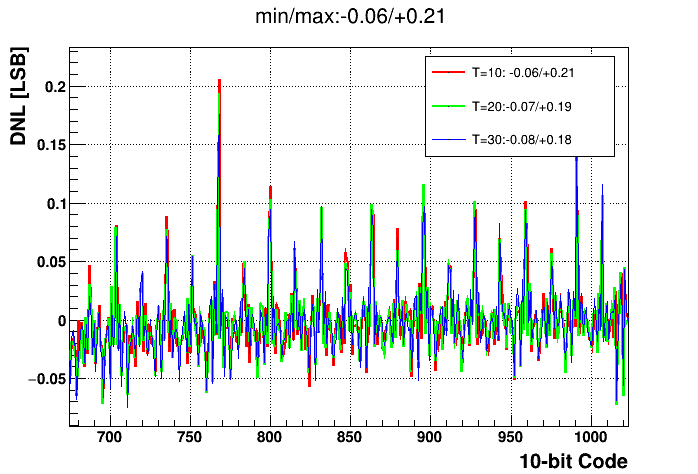 min/max:-0.06/+0.21
DNL [LSB]
0.2
0.15
0.1
0.05
0
−0.05
T=10: -0.06/+0.21
T=20:-0.07/+0.19
T=30:-0.08/+0.18
700 750 800 850 900 950 1000
10-bit Code